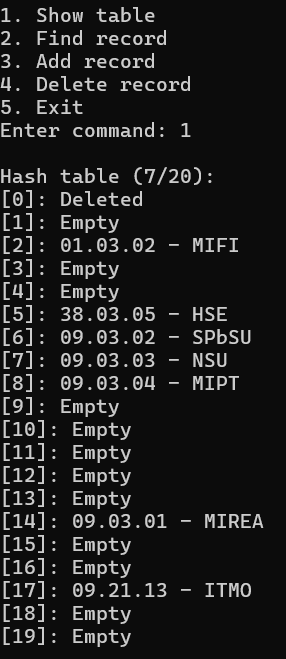 1. Show table
2. Find record
3. Add record
4. Delete record
5. Exit
Enter command: 1
Hash table (7/20):
[0]: Deleted
[1]: Empty
[2]: 01.03.02 - MIFI
[3]: Empty
[4]: Empty
[5]: 38.03.05 - HSE
[6]: 09.03.02 - SPbSU
[7]: 09.03.03 - NSU
[8]: 09.03.04 - MIPT
[9]: Empty
[10]: Empty
[11]: Empty
[12]: Empty
[13]: Empty
[14]: 09.03.01 - MIREA
[15]: Empty
[16]: Empty
[17]: 09.21.13 - ITMO
[18]: Empty
[19]: Empty